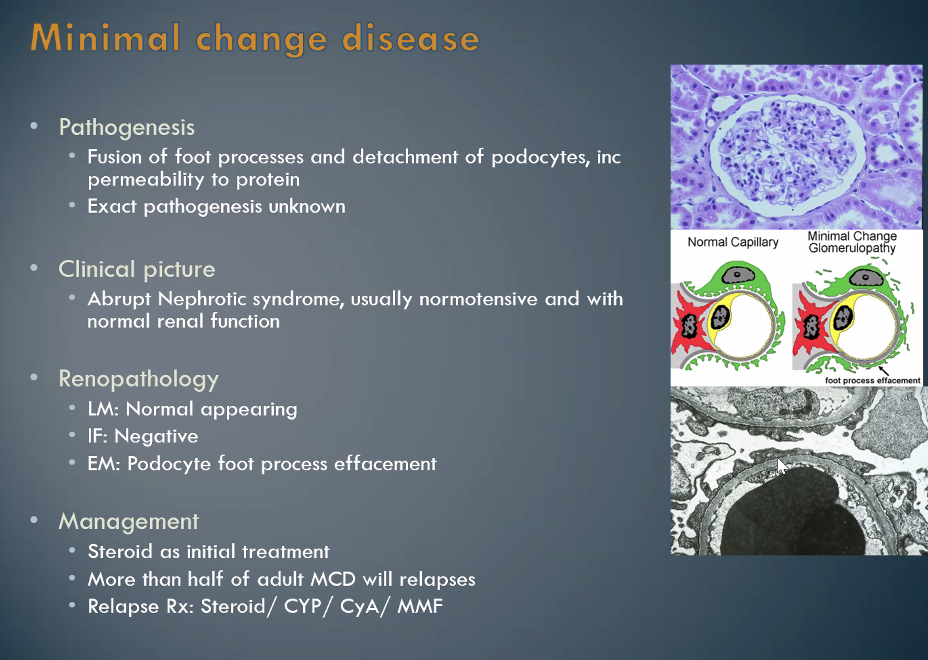 Minimal change disease
• Pathogenesis
• Fusion of foot processes and detachment of podocytes, inc
permeability to protein
• Exact pathogenesis unknown
• Clinical picture
• Abrupt Nephrotic syndrome, usually normotensive and with
normal renal function
• Renopathology
• LM: Normal appearing
• IF: Negative
• EM: Podocyte foot process effacement
• Management
• Steroid as initial treatment
• More than half of adult MCD will relapses
• Relapse Rx: Steroid/ CYP/ CyA/ MMF
Normal Capillary
Minimal Change
Glomerulopathy
foot process effacement